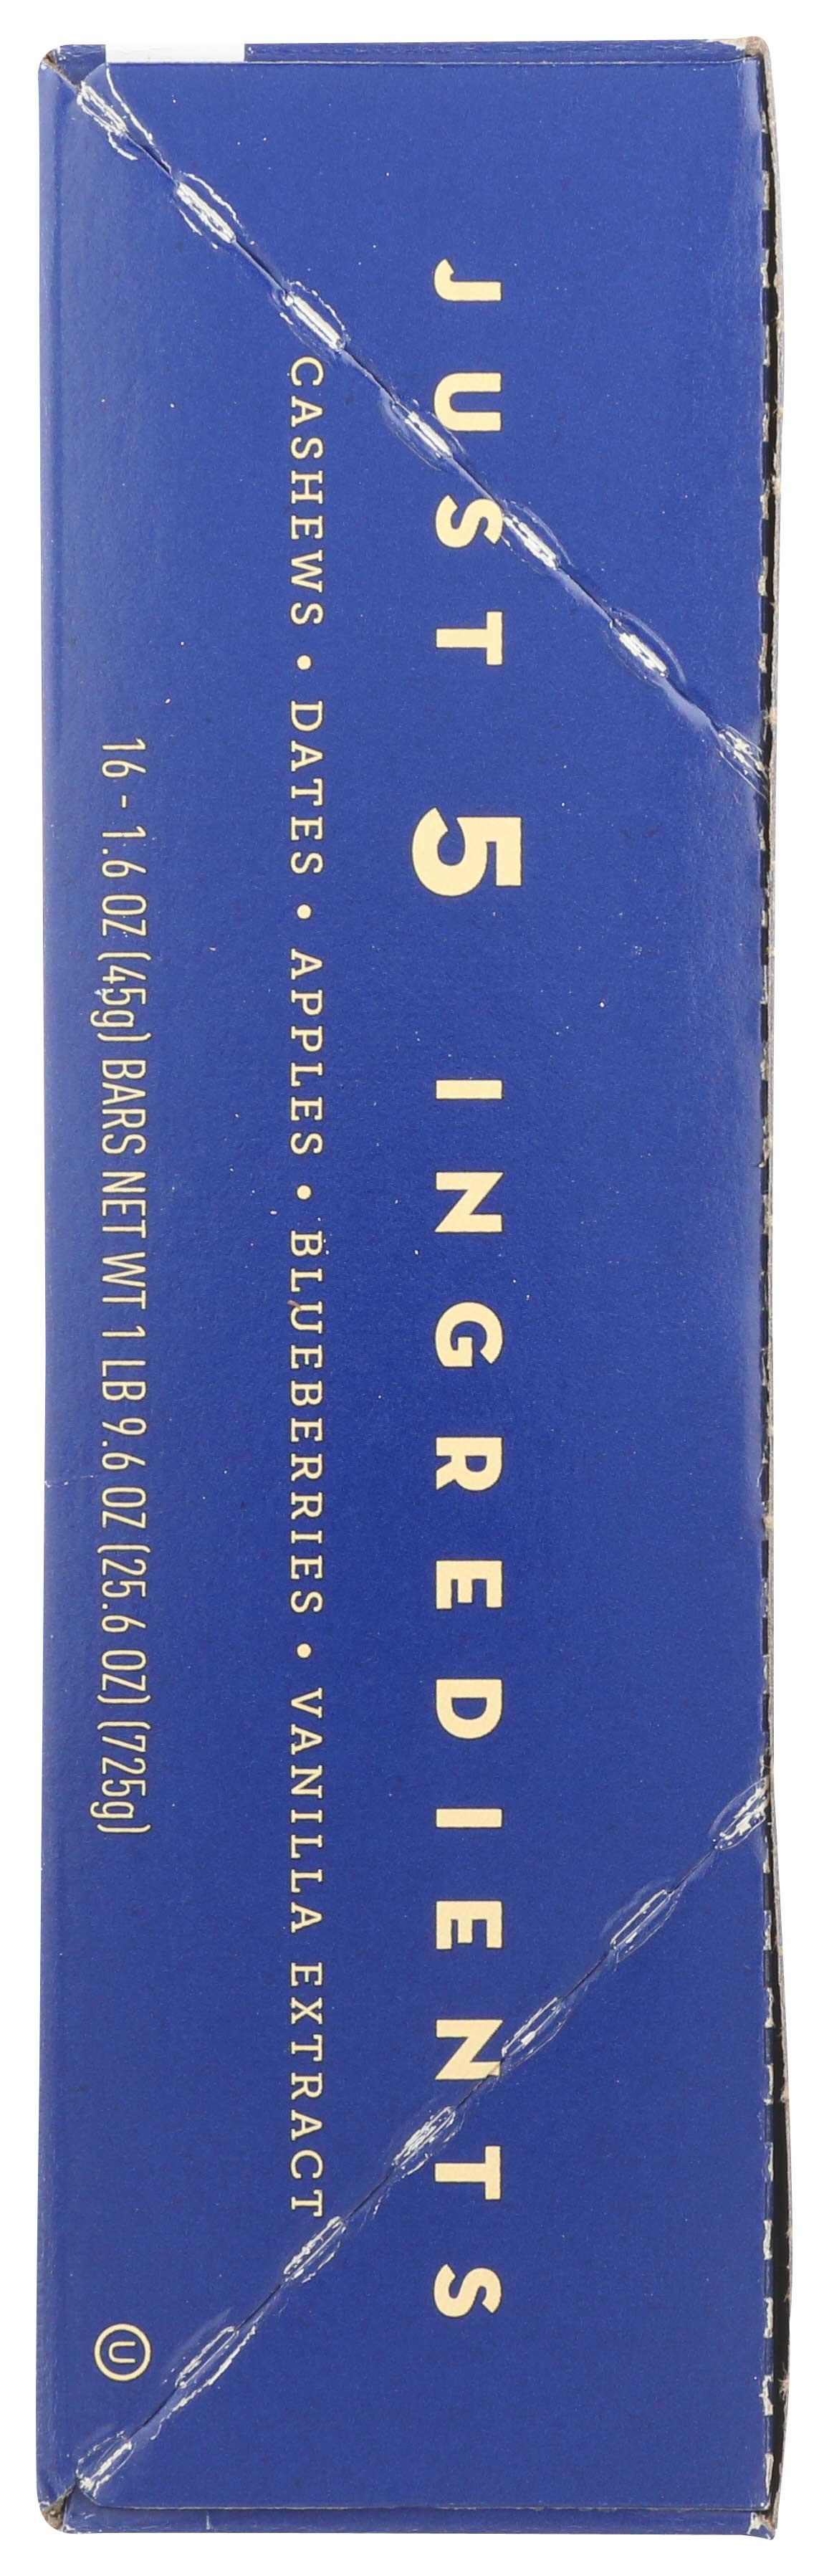 JUST 5 INGREDIENTS
CASHEWS • DATES • APPLES • BLUEBERRIES • VANILLA EXTRACT
16 - 1.6 OZ (45g) BARS NET WT 1 LB 9.6 OZ (25.6 OZ) (725g)
U